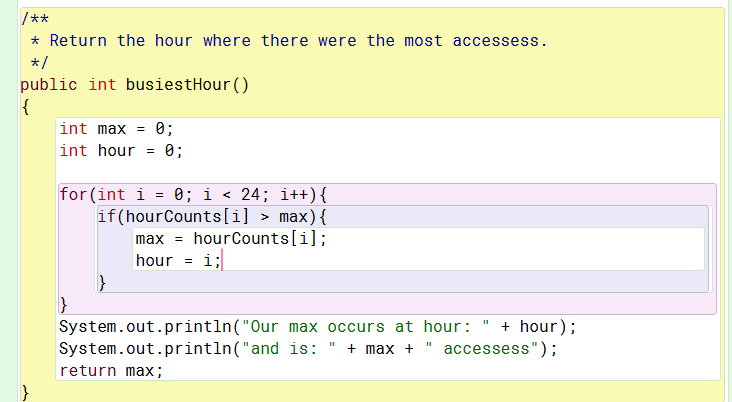 /**
 * Return the hour where there were the most accessess.
 */
public int busiestHour()
{
    int max = 0;
    int hour = 0;
    for(int i = 0; i < 24; i++){
        if(hourCounts[i] > max){
            max = hourCounts[i];
            hour = i;
        }
    }
    System.out.println("Our max occurs at hour: " + hour);
    System.out.println("and is: " + max + " accessess");
    return max;
}